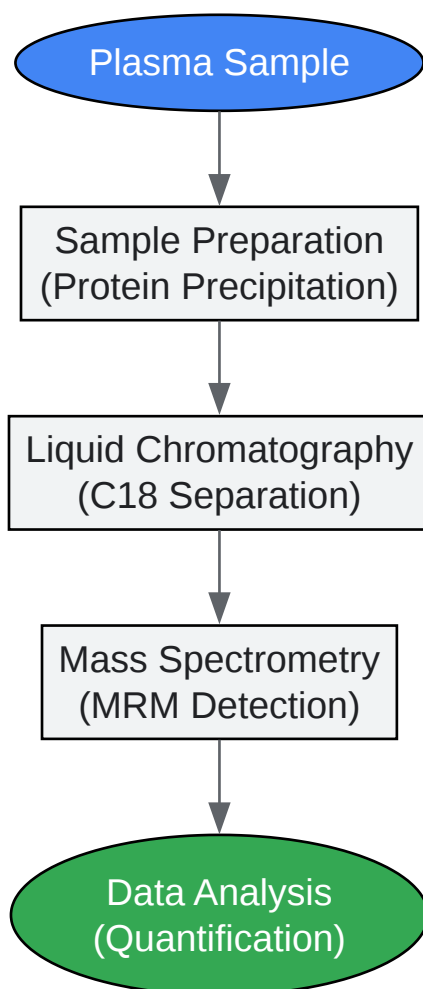 Plasma Sample
Sample Preparation
(Protein Precipitation)
Liquid Chromatography
(C18 Separation)
Mass Spectrometry
(MRM Detection)
Data Analysis
(Quantification)